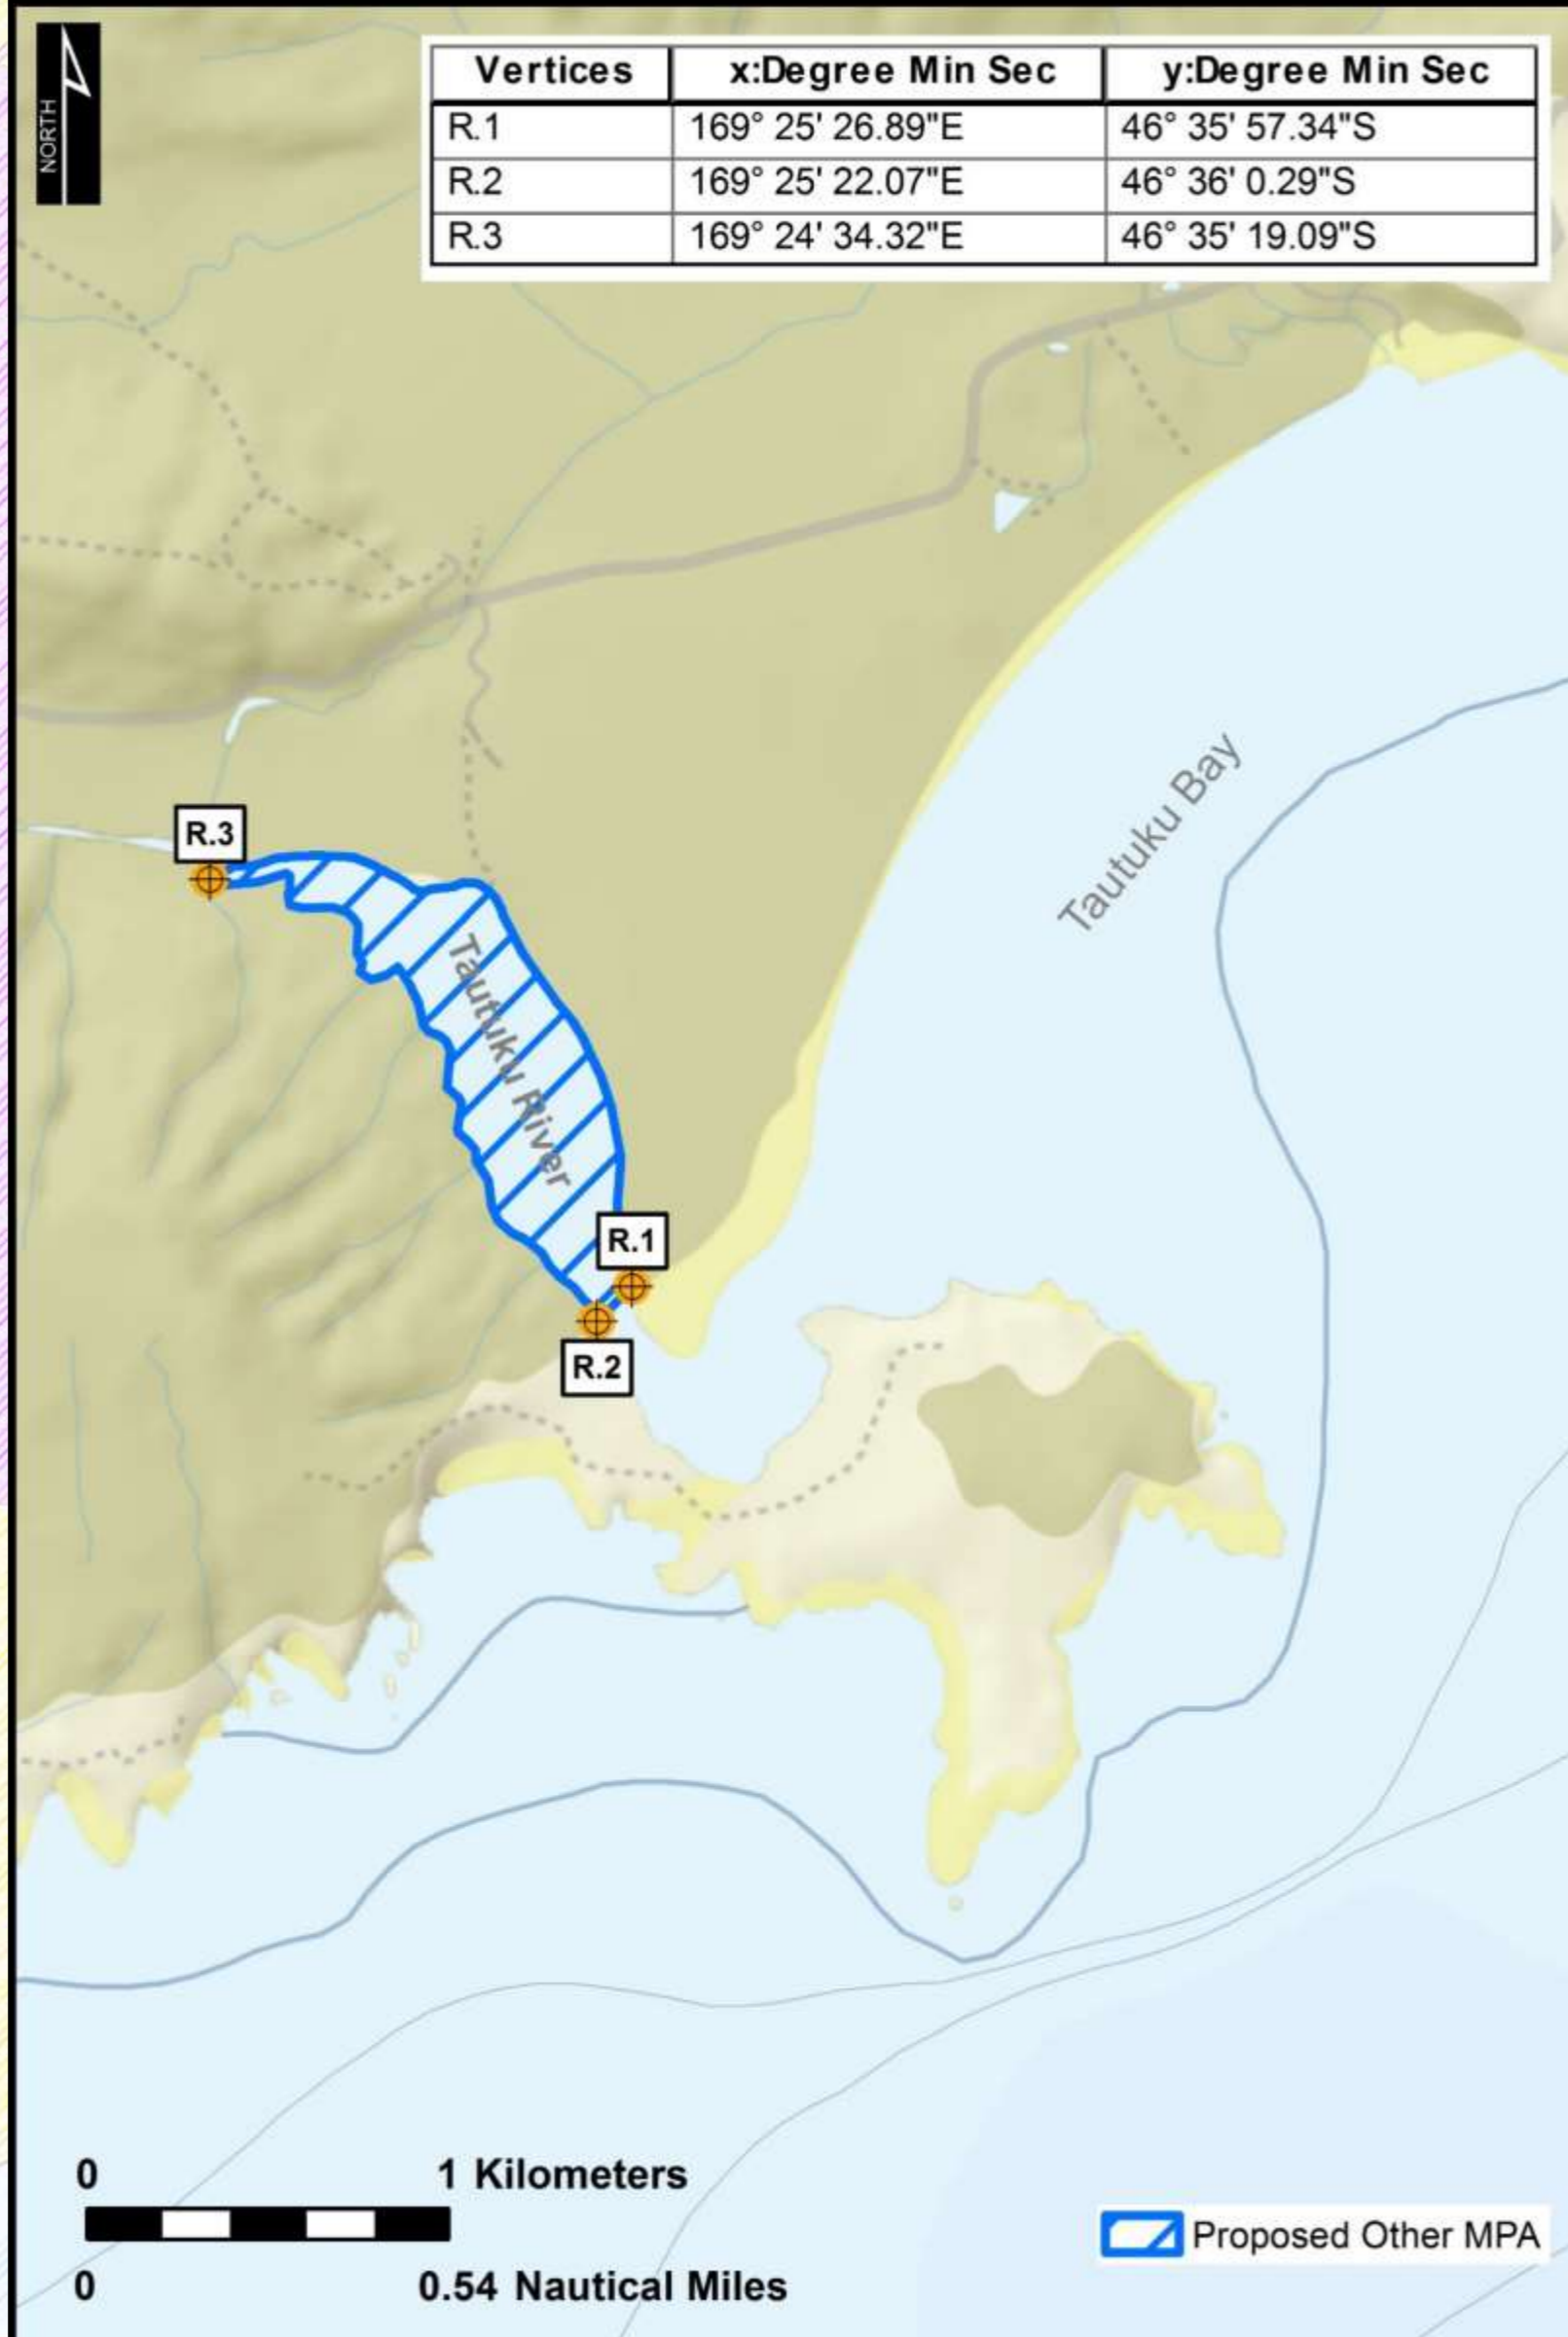 NORTH
Vertices x:Degree Min Sec y:Degree Min Sec
R.1 169° 25' 26.89"E 46° 35' 57.34"S
R.2 169° 25' 22.07"E 46° 36' 0.29"S
R.3 169° 24' 34.32"E 46° 35' 19.09"S
Tautuku Bay
R.3
Tautuku River
R.1
R.2
0 1 Kilometers
0 0.54 Nautical Miles
Proposed Other MPA